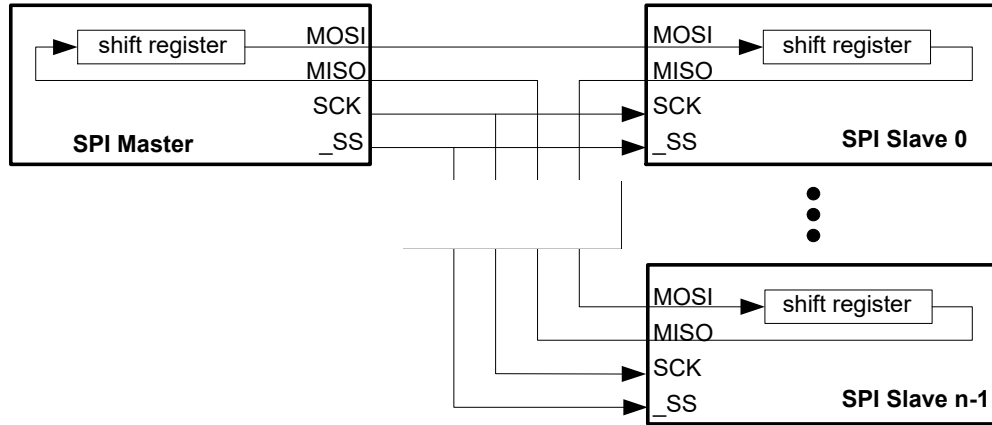 shift register
MOSI
MISO
SCK
_SS
SPI Master
MOSI
shift register
MISO
SCK
_SS
SPI Slave 0
MOSI
shift register
MISO
SCK
_SS
SPI Slave n-1